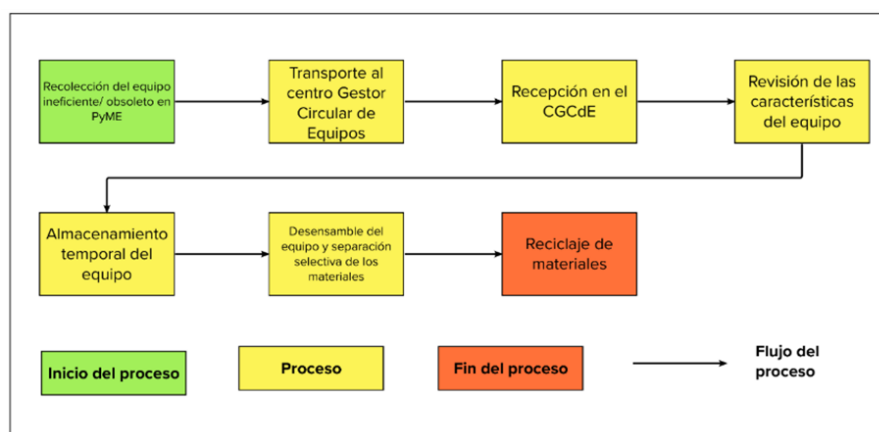 Recolección del equipo
ineficiente/ obsoleto en
PyME
Transporte al
centro Gestor
Circular de
Equipos
Recepción en el
CGCdE
Revisión de las
características
del equipo
Almacenamiento
temporal del
equipo
Desensamble del
equipo y separación
selectiva de los
materiales
Reciclaje de
materiales
Inicio del proceso
Proceso
Fin del proceso
Flujo del
proceso